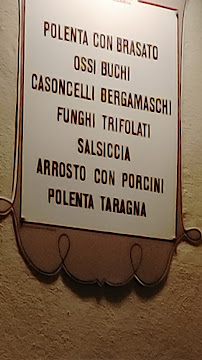 POLENTA CON BRASATO
OSSI BUCHI
CASONCELLI BERGAMASCHI
FUNGHI TRIFOLATI
SALSICCIA
ARROSTO CON PORCINI
POLENTA TARAGNA